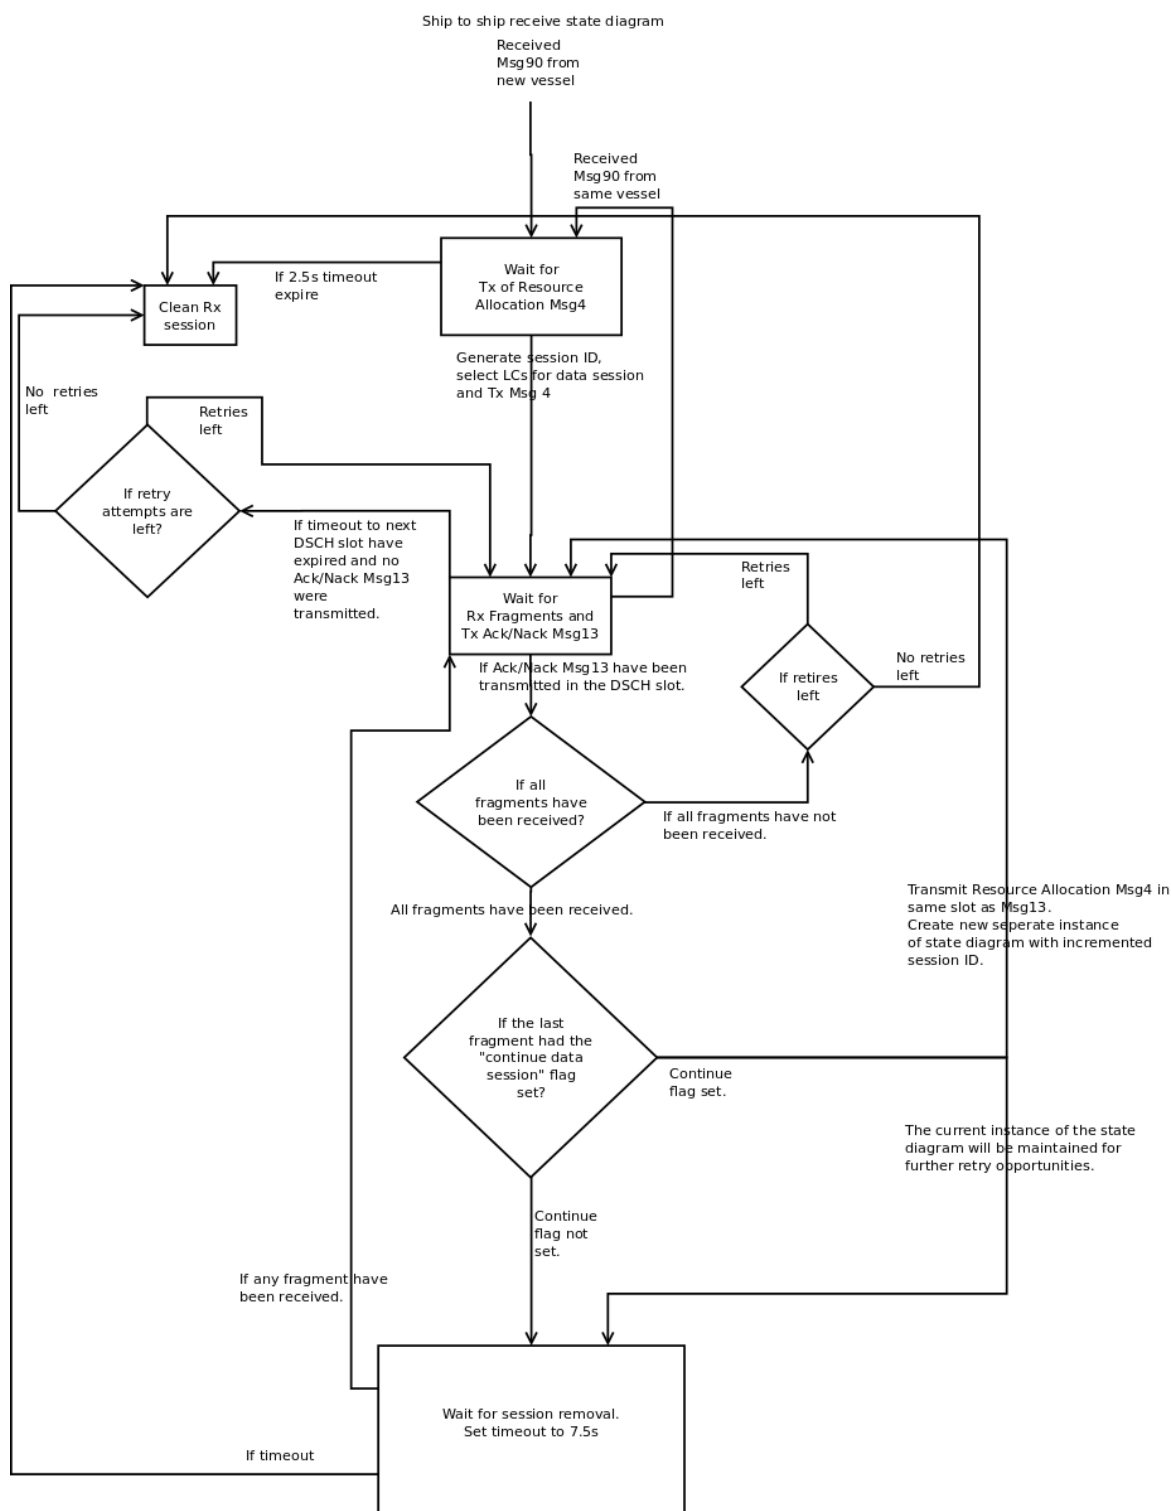 Ship to ship receive state diagram
Received
Msg90 from
new vessel
Received
Msg90 from
same vessel
Wait for
Tx of Resource
Allocation Msg4
If 2.5s timeout
expire
Clean Rx
session
Generate session ID,
select LCs for data session
and Tx Msg 4
No retries
left
Retries
left
If retry
attempts are
left?
If timeout to next
DSCH slot have
expired and no
Ack/Nack Msg13
were
transmitted.
Wait for
Rx Fragments and
Tx Ack/Nack Msg13
Retries
left
If Ack/Nack Msg13 have been
transmitted in the DSCH slot.
If retires
left
No retries
left
If all
fragments have
been received?
If all fragments have not
been received.
All fragments have been received.
Transmit Resource Allocation Msg4 in
same slot as Msg13.
Create new seperate instance
of state diagram with incremented
session ID.
If the last
fragment had the
"continue data
session" flag
set?
Continue
flag set.
The current instance of the state
diagram will be maintained for
further retry opportunities.
Continue
flag not
set.
If any fragment have
been received.
Wait for session removal.
Set timeout to 7.5s
If timeout